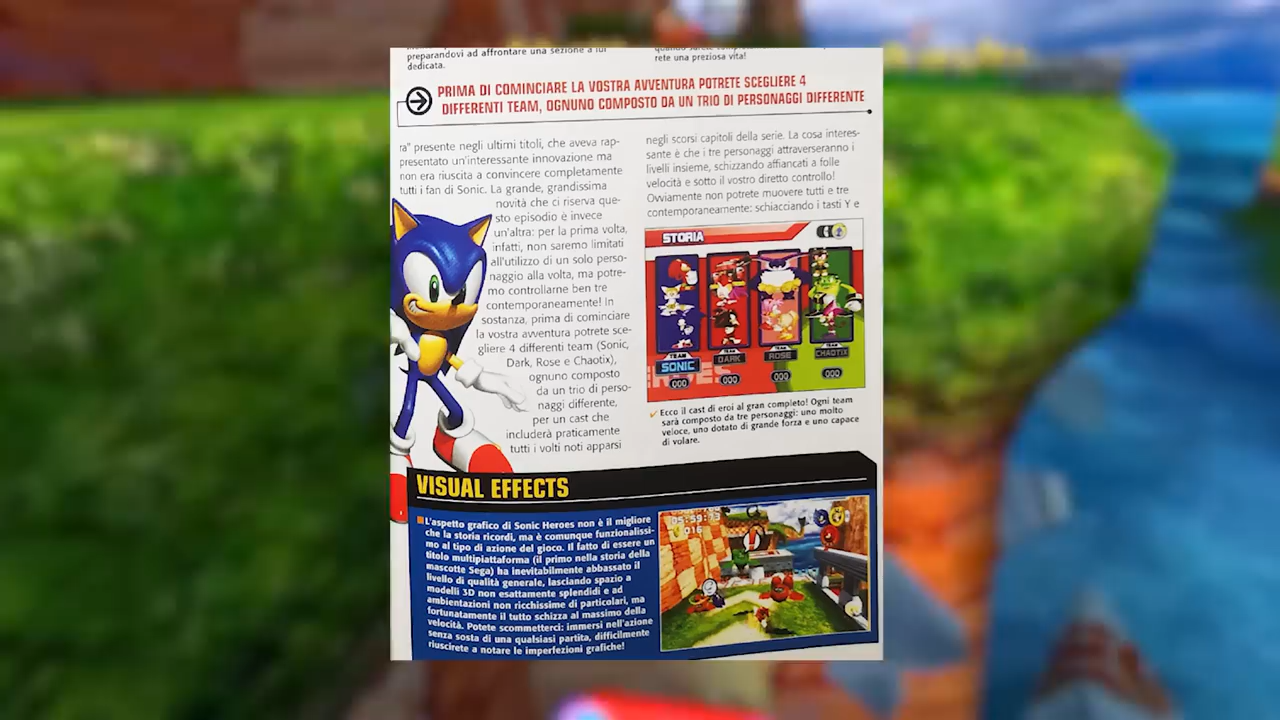 preparandovi ad affrontare una sezione a lui
dedicata.
rete una preziosa vita!
PRIMA DI COMINCIARE LA VOSTRA AVVENTURA POTRETE SCEGLIERE 4
DIFFERENTI TEAM, OGNUNO COMPOSTO DA UN TRIO DI PERSONAGGI DIFFERENTE
ra" presente negli ultimi titoli, che aveva rap-
presentato un'interessante innovazione ma
non era riuscita a convincere completamente
tutti i fan di Sonic. La grande, grandissima
novità che ci riserva que-
sto episodio è invece
un'altra: per la prima volta,
infatti, non saremo limitati
all'utilizzo di un solo perso-
naggio alla volta, ma potre-
mo controllarne ben tre
contemporaneamente! In
sostanza, prima di cominciare
la vostra avventura potrete sce-
gliere 4 differenti team (Sonic,
Dark, Rose e Chaotix),
ognuno composto
da un trio di perso-
naggi differente,
per un cast che
includerà praticamente
tutti i volti noti apparsi
negli scorsi capitoli della serie. La cosa interes-
sante è che i tre personaggi attraverseranno i
livelli insieme, schizzando affiancati a folle
velocità e sotto il vostro diretto controllo!
Ovviamente non potrete muovere tutti e tre
contemporaneamente: schiacciando i tasti Y e
STORIA
TEAM TEAM TEAM TEAM
SONIC DARK ROSE CHAOTIX
000 000 000 000
Ecco il cast di eroi al gran completo! Ogni team
sarà composto da tre personaggi: uno molto
veloce, uno dotato di grande forza e uno capace
di volare.
VISUAL EFFECTS
L'aspetto grafico di Sonic Heroes non è il migliore
che la storia ricordi, ma è comunque funzionalissi-
mo al tipo di azione del gioco. Il fatto di essere un
titolo multipiattaforma (il primo nella storia della
mascotte Sega) ha inevitabilmente abbassato il
livello di qualità generale, lasciando spazio a
modelli 3D non esattamente splendidi e ad
ambientazioni non ricchissime di particolari, ma
fortunatamente il tutto schizza al massimo della
velocità. Potete scommetterci: immersi nell'azione
senza sosta di una qualsiasi partita, difficilmente
riuscirete a notare le imperfezioni grafiche!
016